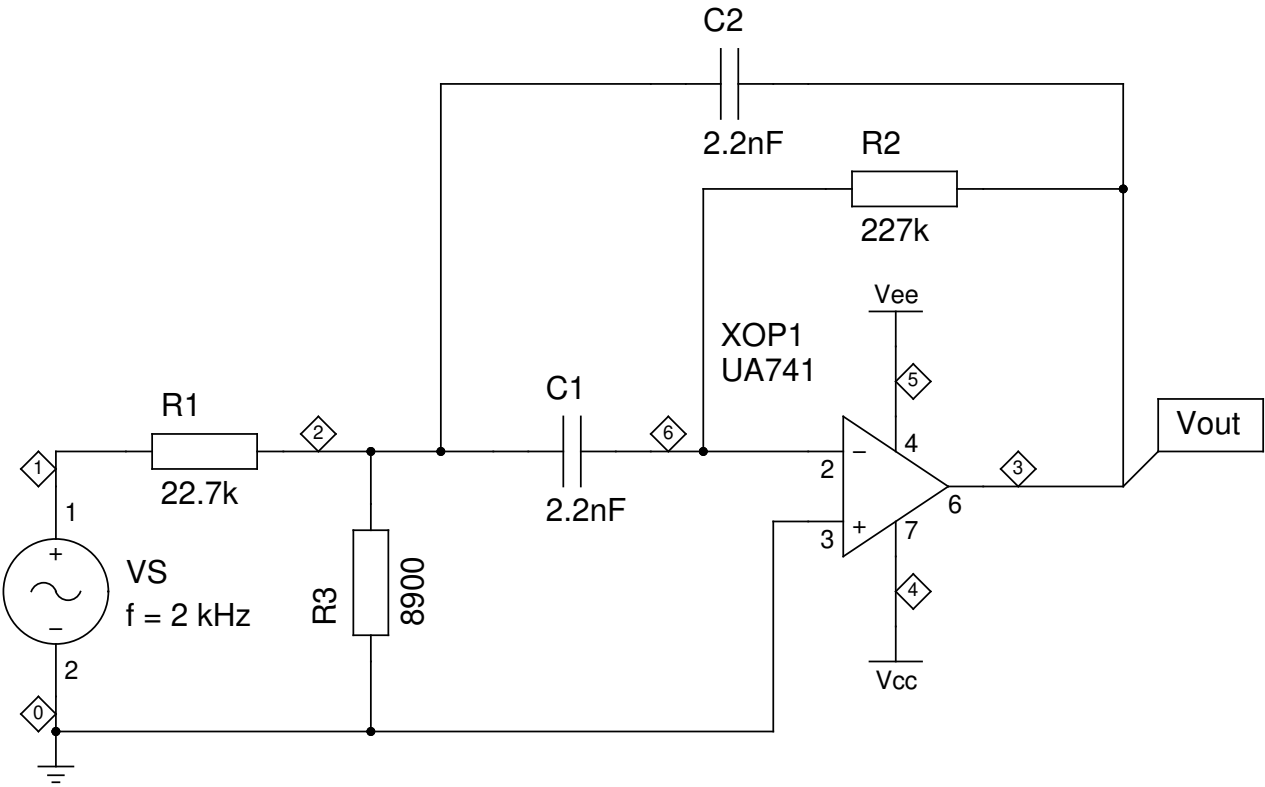 C2
2.2nF
R2
227k
Vee
XOP1
UA741
5
C1
2.2nF
R1
22.7k
2
6
1
4
−
2
3
+
7
6
3
Vout
1
+
VS
f = 2 kHz
−
2
R3
8900
4
Vcc
0